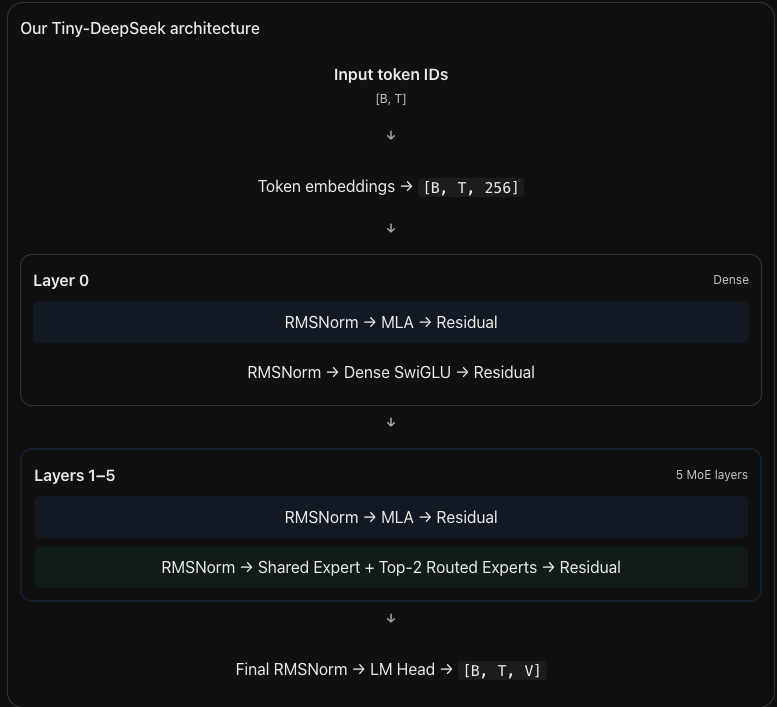 Our Tiny-DeepSeek architecture
Input token IDs
[B, T]
↓
Token embeddings → [B, T, 256]
↓
Layer 0
Dense
RMSNorm → MLA → Residual
RMSNorm → Dense SwiGLU → Residual
↓
Layers 1–5
5 MoE layers
RMSNorm → MLA → Residual
RMSNorm → Shared Expert + Top-2 Routed Experts → Residual
↓
Final RMSNorm → LM Head → [B, T, V]